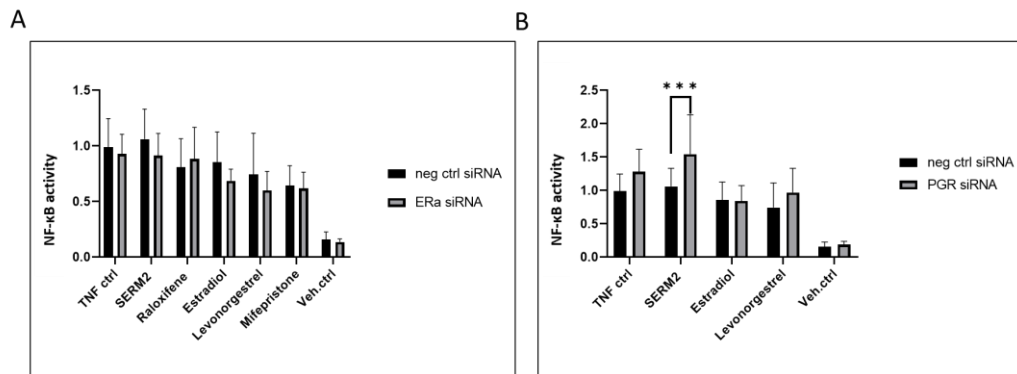 A
NF-κB activity
1.5
1.0
0.5
0.0
TNF ctrl
SERM2
Raloxifene
Estradiol
Levonorgestrel
Mifepristone
Veh.ctrl
neg ctrl siRNA
ERa siRNA
B
NF-κB activity
2.5
2.0
1.5
1.0
0.5
0.0
***
TNF ctrl
SERM2
Estradiol
Levonorgestrel
Veh.ctrl
neg ctrl siRNA
PGR siRNA